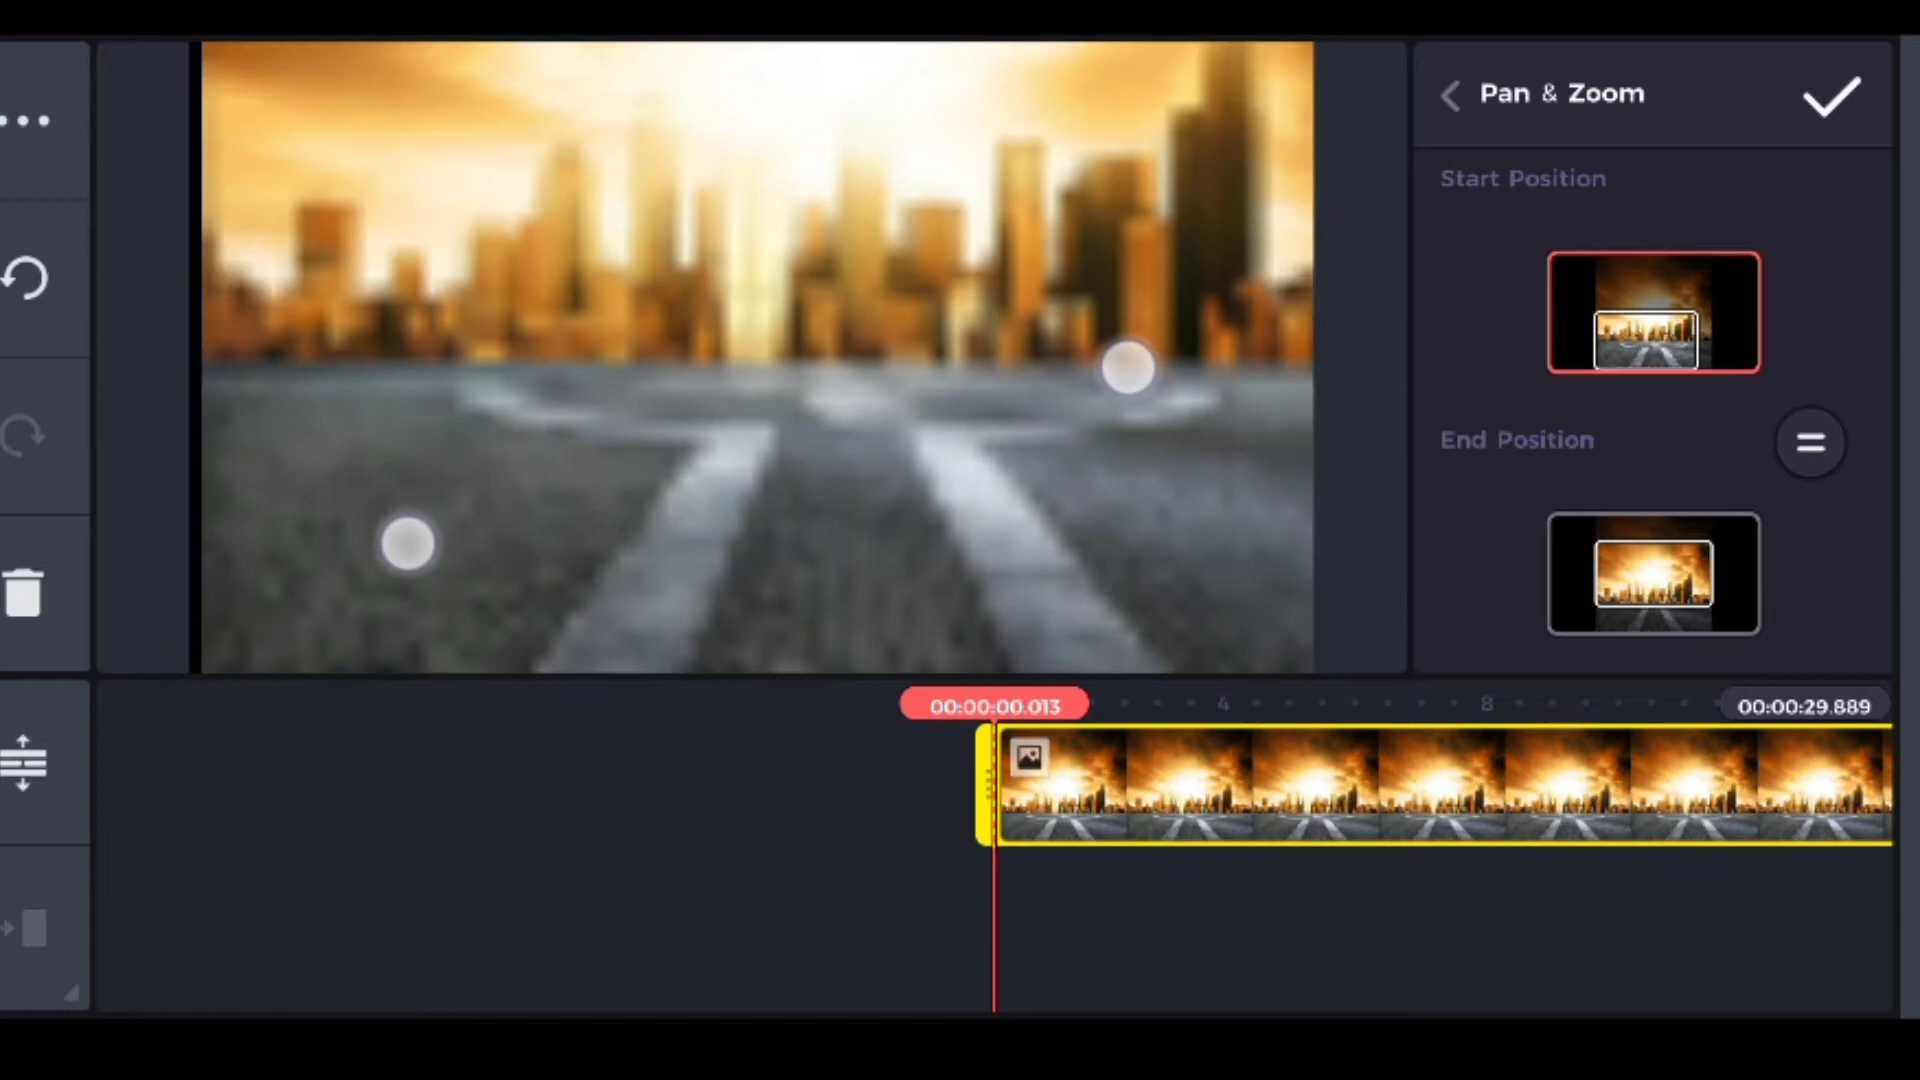 Pan & Zoom
Start Position
End Position
00:00:00.013
4
8
00:00:29.889